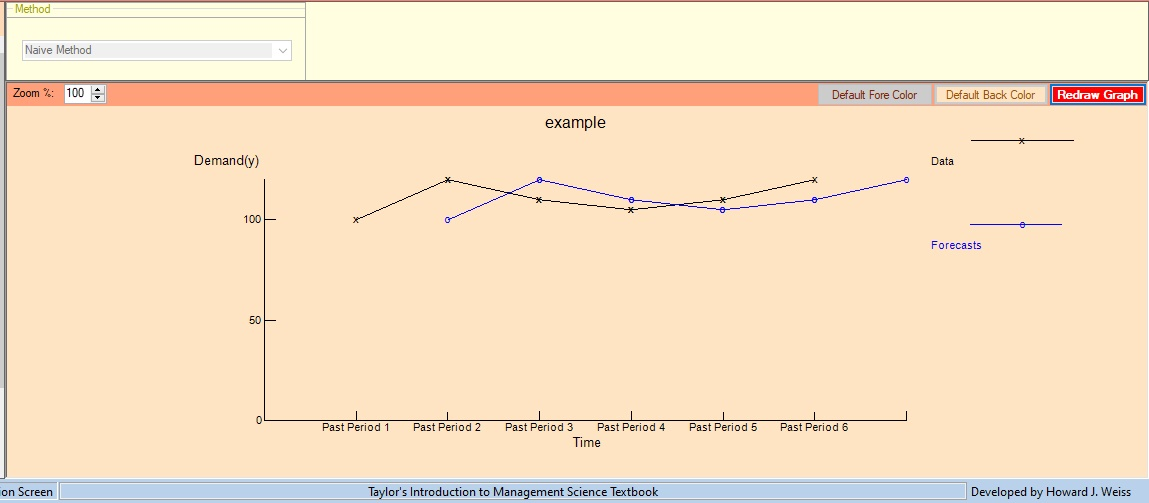 Method
Naive Method
Zoom %: 100 Default Fore Color Default Back Color Redraw Graph
example
Demand(y)
Data
100
Forecasts
50
0
Past Period 1 Past Period 2 Past Period 3 Past Period 4 Past Period 5 Past Period 6
Time
on Screen Taylor's Introduction to Management Science Textbook Developed by Howard J. Weiss